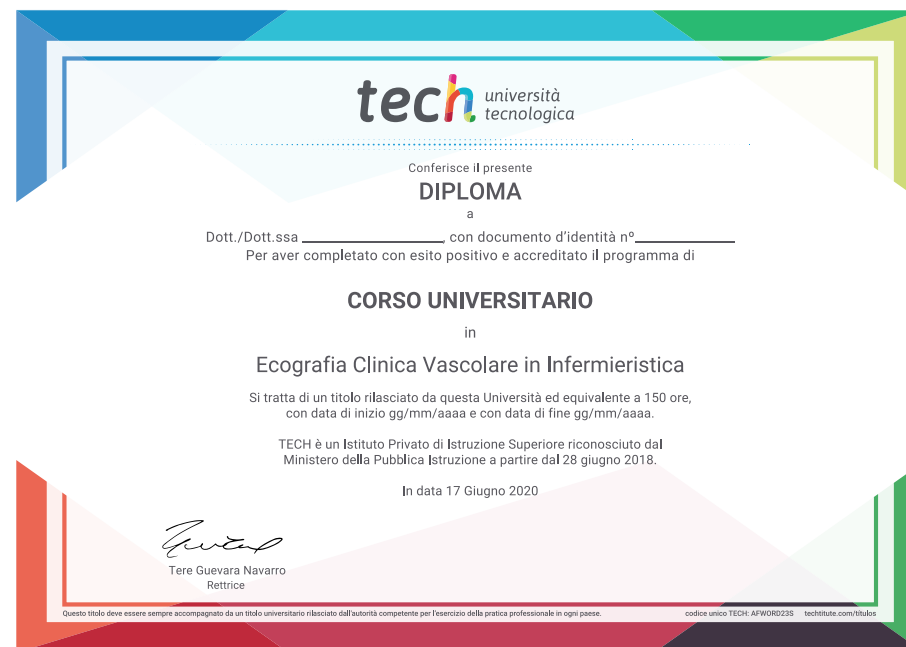 tech università
tecnologica
Conferisce il presente
DIPLOMA
a
Dott./Dott.ssa ____________________, con documento d'identità nº______________
Per aver completato con esito positivo e accreditato il programma di
CORSO UNIVERSITARIO
in
Ecografia Clinica Vascolare in Infermieristica
Si tratta di un titolo rilasciato da questa Università ed equivalente a 150 ore,
con data di inizio gg/mm/aaaa e con data di fine gg/mm/aaaa.
TECH è un Istituto Privato di Istruzione Superiore riconosciuto dal
Ministero della Pubblica Istruzione a partire dal 28 giugno 2018.
In data 17 Giugno 2020
Tere Guevara Navarro
Rettrice
Questo titolo deve essere sempre accompagnato da un titolo universitario rilasciato dall'autorità competente per l'esercizio della pratica professionale in ogni paese. codice unico TECH: AFWORD23S techtitute.com/títulos